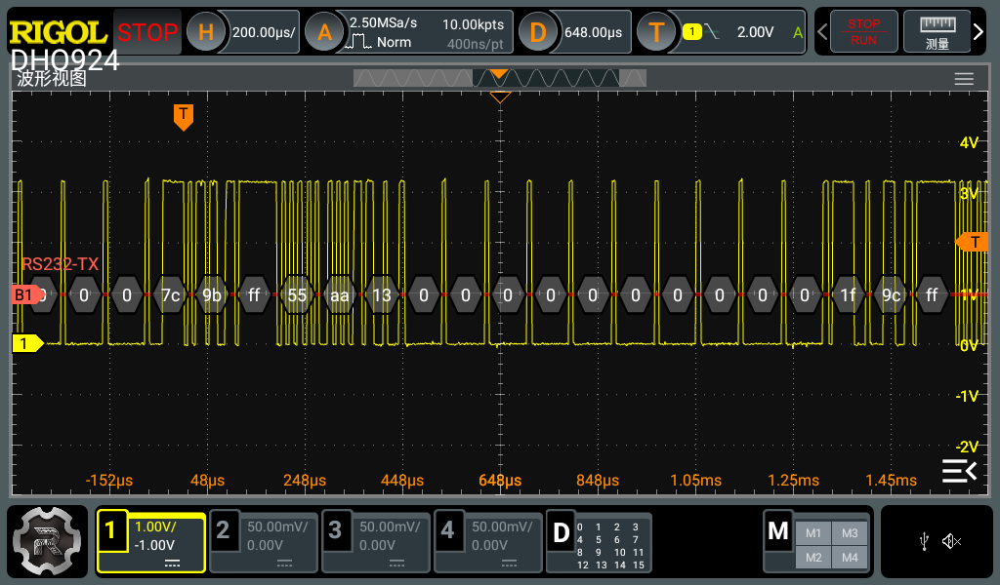 RIGOL STOP H 200.00µs/ A 2.50MSa/s 10.00kpts D 648.00µs T 1 2.00V A STOP
Norm 400ns/pt RUN 测量
DHO924
波形视图
T
4V
3V
T
RS232-TX
B1 0 0 0 7c 9b ff 55 aa 13 0 0 0 0 0 0 0 0 0 0 1f 9c ff 1V
1 0V
-1V
-2V
-152µs 48µs 248µs 448µs 648µs 848µs 1.05ms 1.25ms 1.45ms
1 1.00V/ 2 50.00mV/ 3 50.00mV/ 4 50.00mV/ D 0 1 2 3 M M1 M3
-1.00V 0.00V 0.00V 0.00V 4 5 6 7 M2 M4
8 9 10 11
12 13 14 15